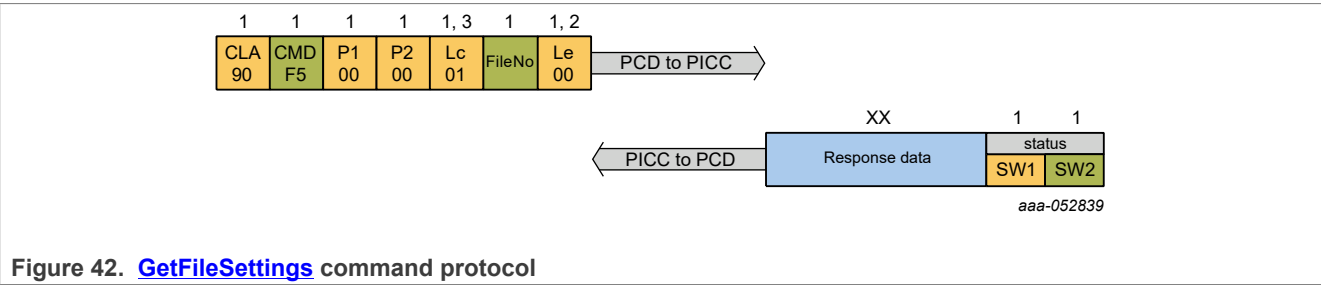 1 1 1 1 1, 3 1 1, 2
CLA CMD P1 P2 Lc FileNo Le
90 F5 00 00 01 00
PCD to PICC
XX 1 1
PICC to PCD Response data status
SW1 SW2
aaa-052839
Figure 42. GetFileSettings command protocol